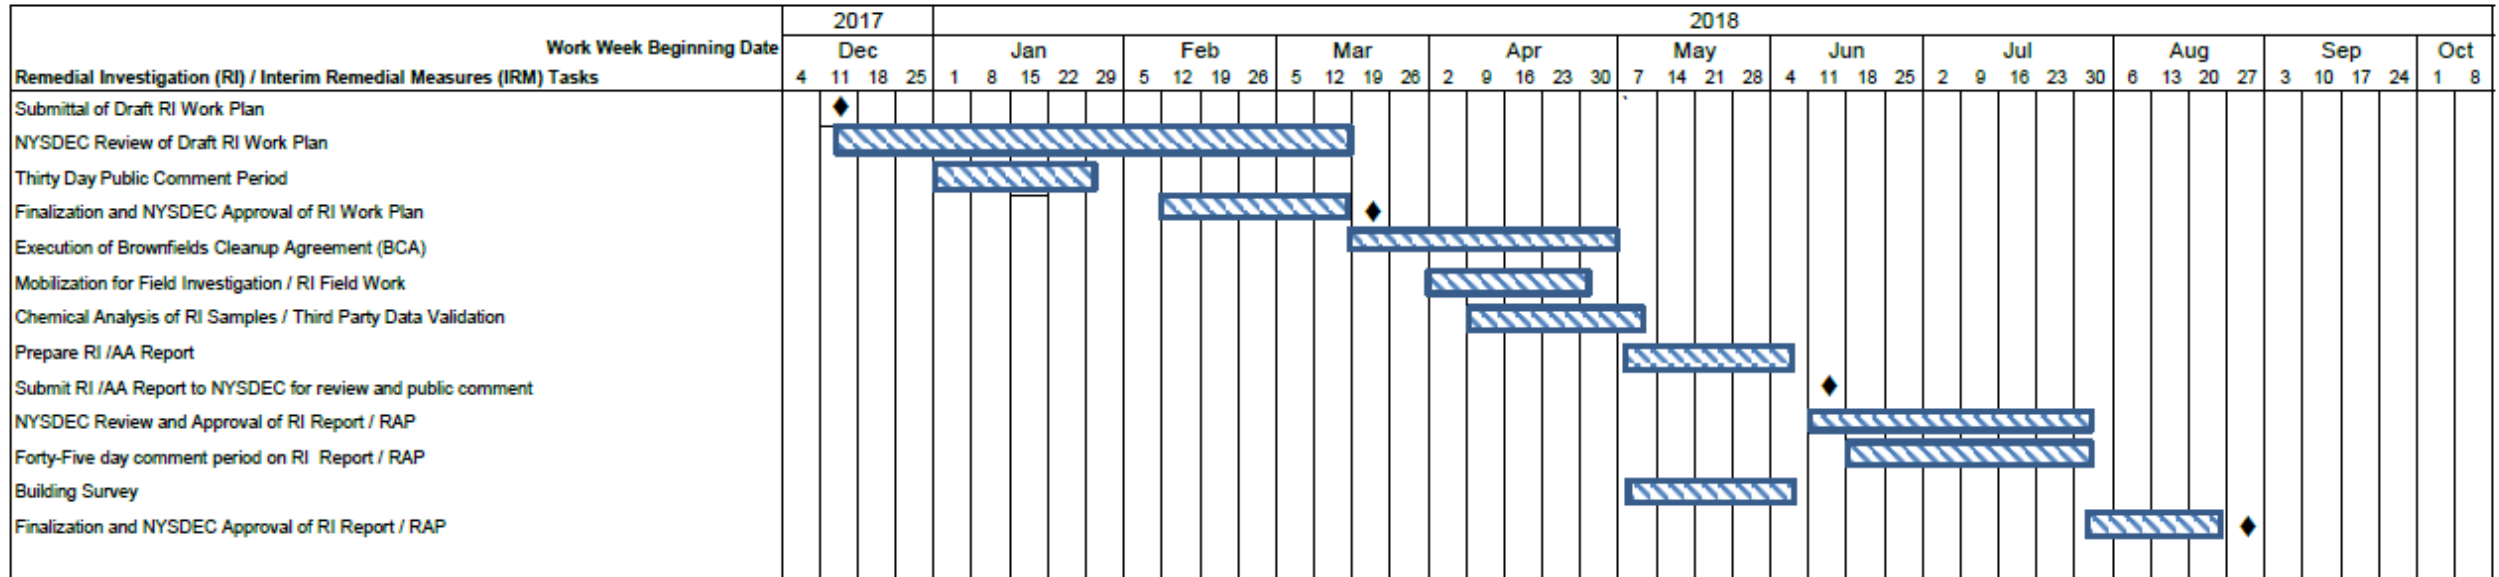 2017 2018
Work Week Beginning Date Dec Jan Feb Mar Apr May Jun Jul Aug Sep Oct
Remedial Investigation (RI) / Interim Remedial Measures (IRM) Tasks 4 11 18 25 1 8 15 22 29 5 12 19 26 5 12 19 26 2 9 16 23 30 7 14 21 28 4 11 18 25 2 9 16 23 30 6 13 20 27 3 10 17 24 1 8
Submittal of Draft RI Work Plan
NYSDEC Review of Draft RI Work Plan
Thirty Day Public Comment Period
Finalization and NYSDEC Approval of RI Work Plan
Execution of Brownfields Cleanup Agreement (BCA)
Mobilization for Field Investigation / RI Field Work
Chemical Analysis of RI Samples / Third Party Data Validation
Prepare RI /AA Report
Submit RI /AA Report to NYSDEC for review and public comment
NYSDEC Review and Approval of RI Report / RAP
Forty-Five day comment period on RI Report / RAP
Building Survey
Finalization and NYSDEC Approval of RI Report / RAP